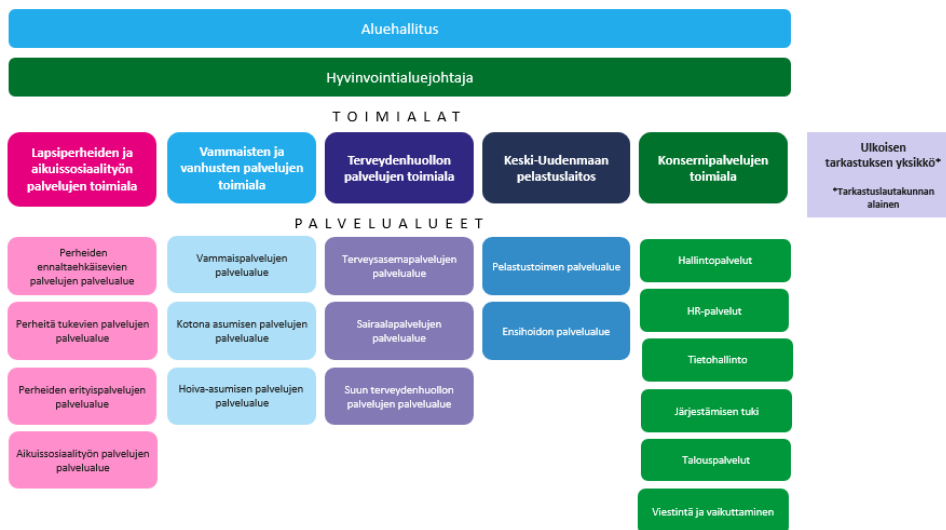 Aluehallitus
Hyvinvointialuejohtaja
TOIMIALAT
Lapsiperheiden ja
aikuissosiaalityön
palvelujen toimiala
Vammaisten ja
vanhusten palvelujen
toimiala
Terveydenhuollon
palvelujen toimiala
Keski-Uudenmaan
pelastuslaitos
Konsernipalvelujen
toimiala
Ulkoisen
tarkastuksen yksikkö*
*Tarkastuslautakunnan
alainen
PALVELUALUEET
Perheiden
ennaltaehkäisevien
palvelujen palvelualue
Perheitä tukevien palvelujen
palvelualue
Perheiden erityispalvelujen
palvelualue
Aikuissosiaalityön palvelujen
palvelualue
Vammaispalvelujen
palvelualue
Kotona asumisen palvelujen
palvelualue
Hoiva-asumisen palvelujen
palvelualue
Terveysasemapalvelujen
palvelualue
Sairaalapalvelujen
palvelualue
Suun terveydenhuollon
palvelujen palvelualue
Pelastustoimen palvelualue
Ensihoidon palvelualue
Hallintopalvelut
HR-palvelut
Tietohallinto
Järjestämisen tuki
Talouspalvelut
Viestintä ja vaikuttaminen